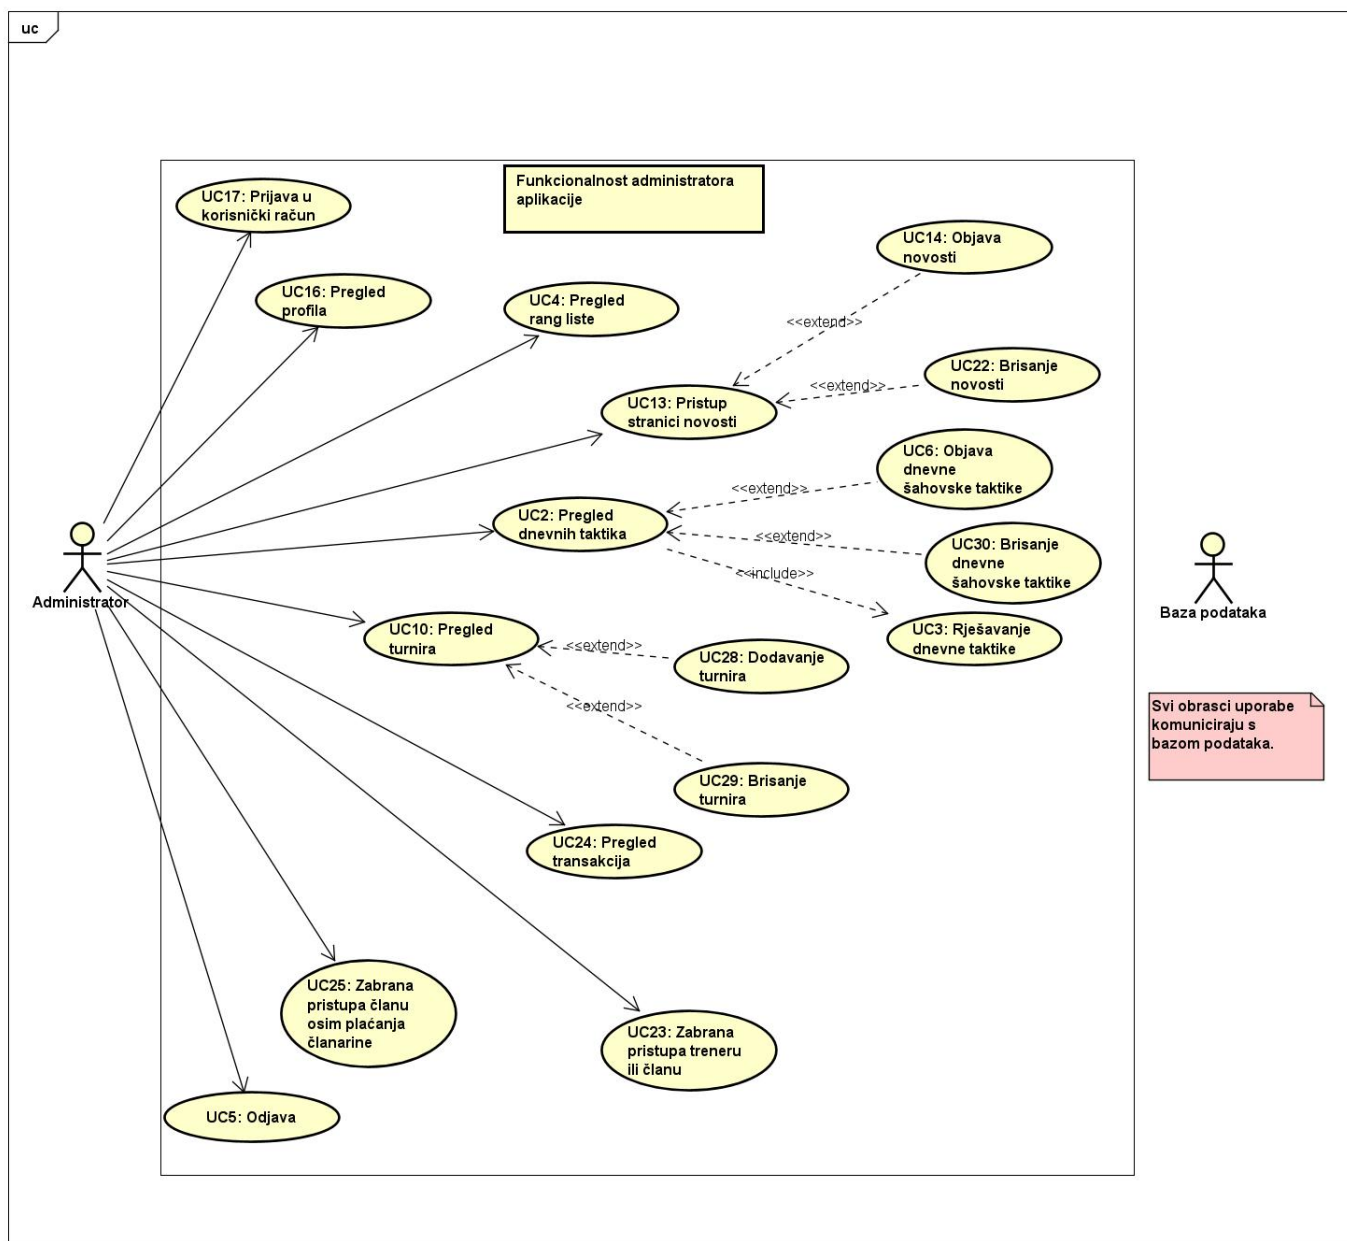 uc
Funkcionalnost administratora
aplikacije
UC17: Prijava u
korisnički račun
UC14: Objava
novosti
UC16: Pregled
profila
UC4: Pregled
rang liste
<<extend>>
UC22: Brisanje
novosti
<<extend>>
UC13: Pristup
stranici novosti
UC6: Objava
dnevne
šahovske taktike
<<extend>>
UC2: Pregled
dnevnih taktika
<<extend>>
UC30: Brisanje
dnevne
šahovske taktike
<<include>>
Administrator
Baza podataka
UC10: Pregled
turnira
UC3: Rješavanje
dnevne taktike
<<extend>>
UC28: Dodavanje
turnira
<<extend>>
Svi obrasci uporabe
komuniciraju s
bazom podataka.
UC29: Brisanje
turnira
UC24: Pregled
transakcija
UC25: Zabrana
pristupa članu
osim plaćanja
članarine
UC23: Zabrana
pristupa treneru
ili članu
UC5: Odjava